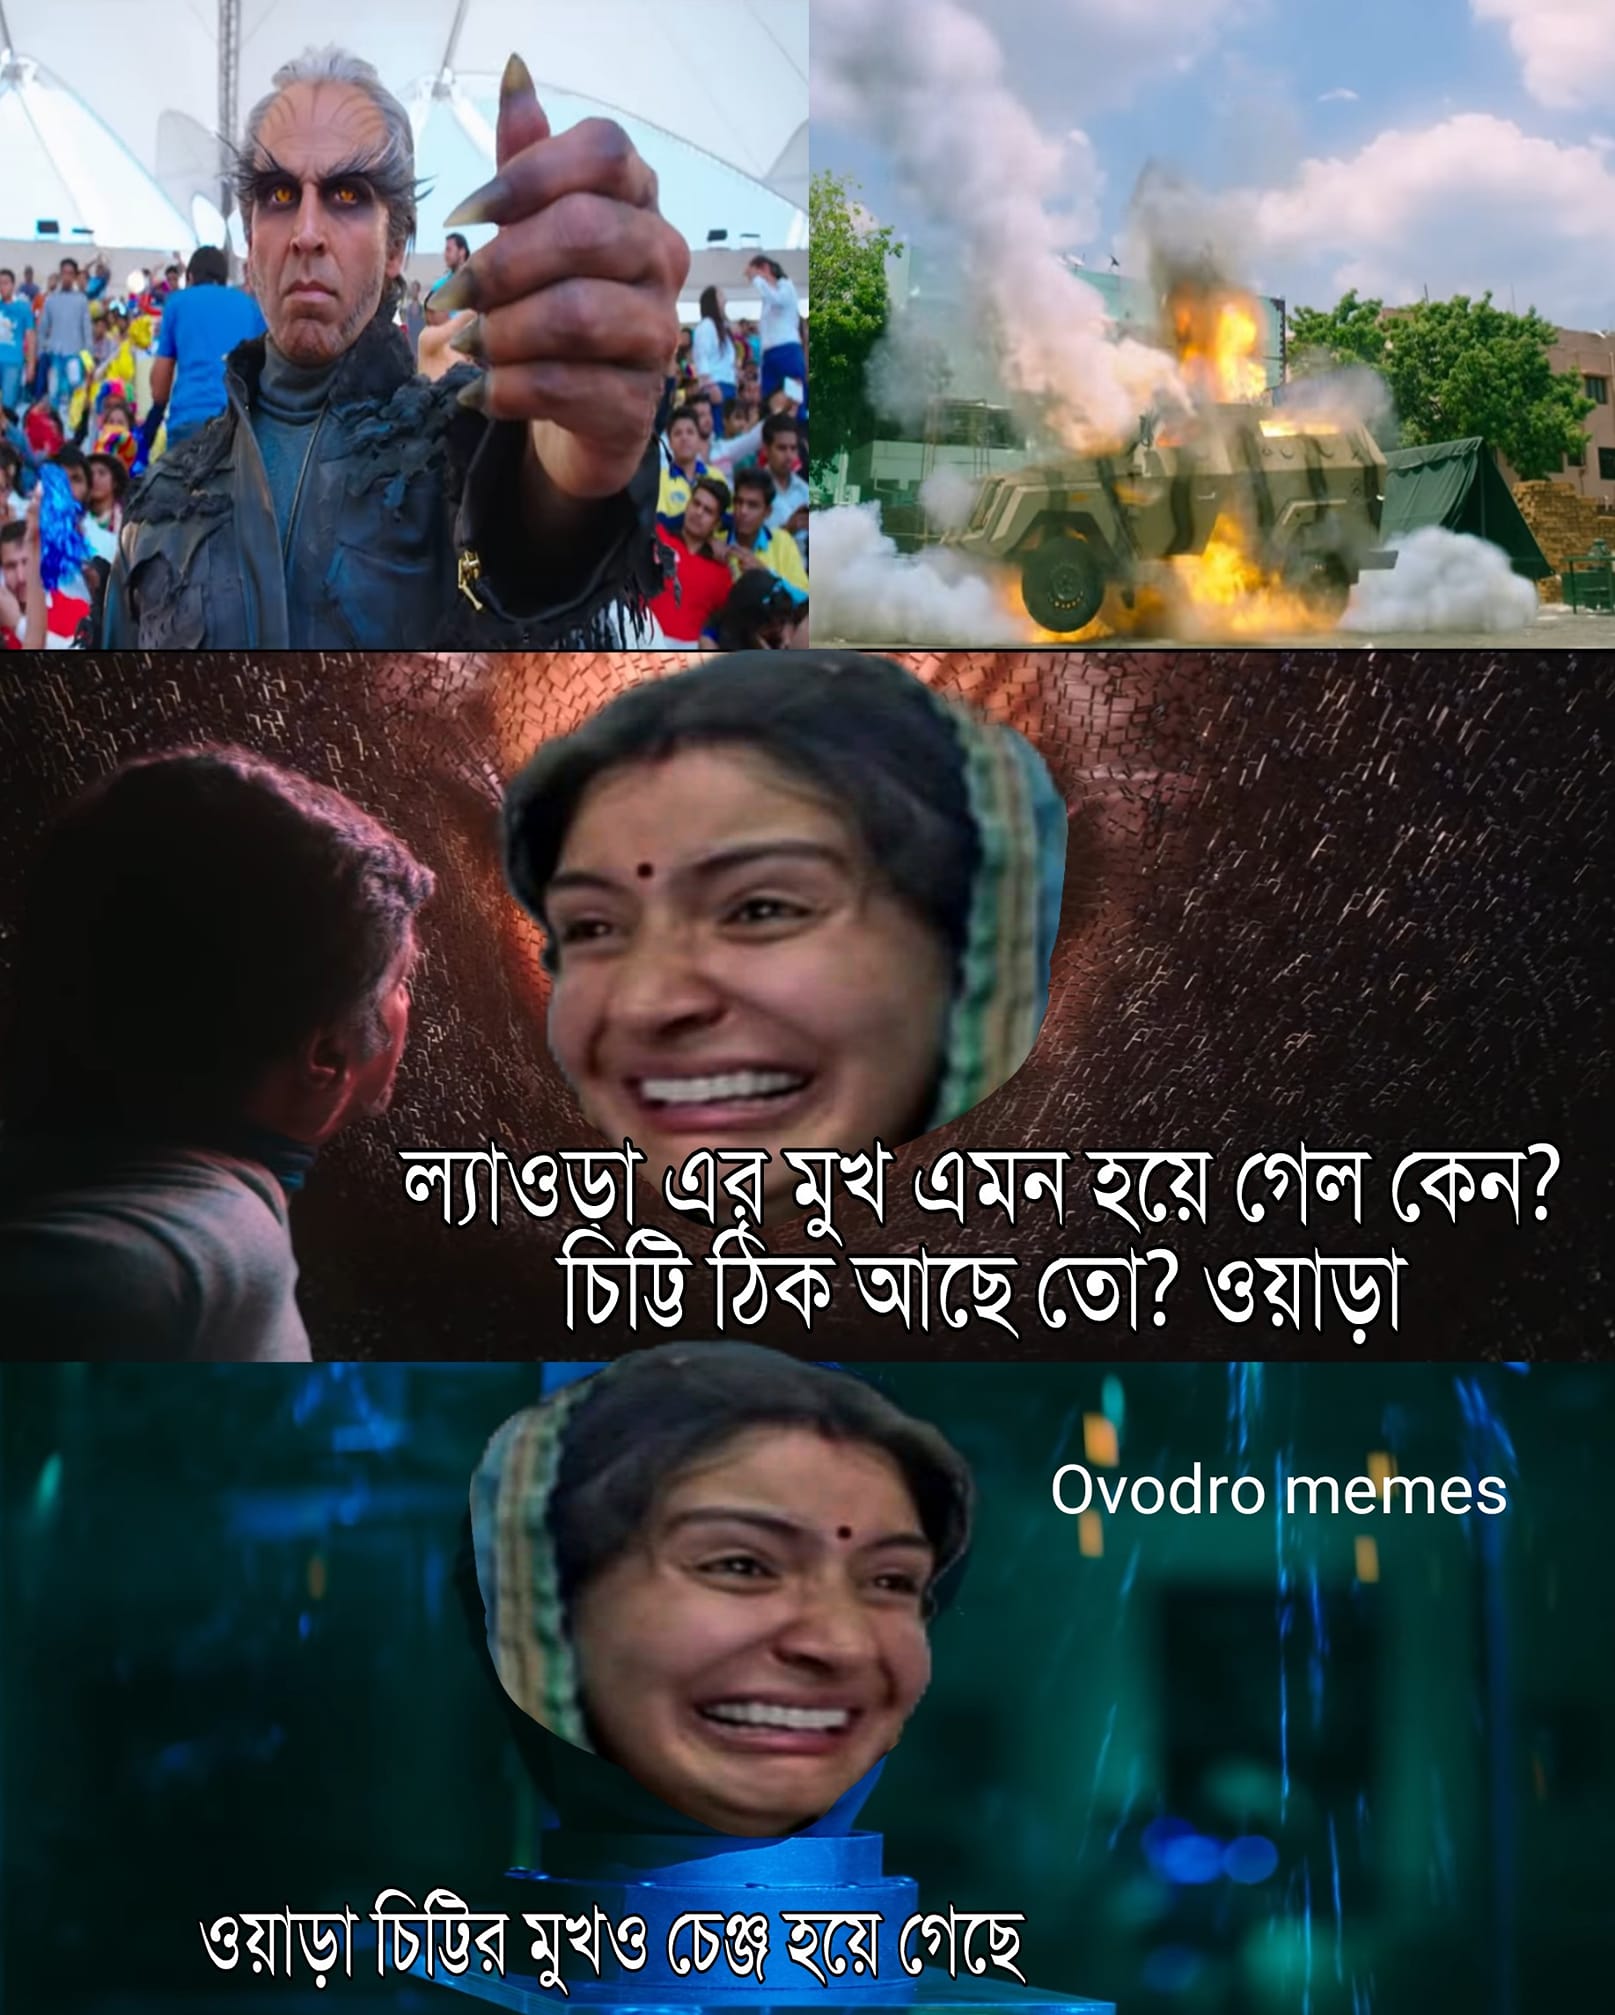 ল্যাওড়া এর মুখ এমন হয়ে গেল কেন?
চিট্টি ঠিক আছে তো? ওয়াড়া
Ovodro memes
ওয়াড়া চিট্টির মুখও চেঞ্জ হয়ে গেছে